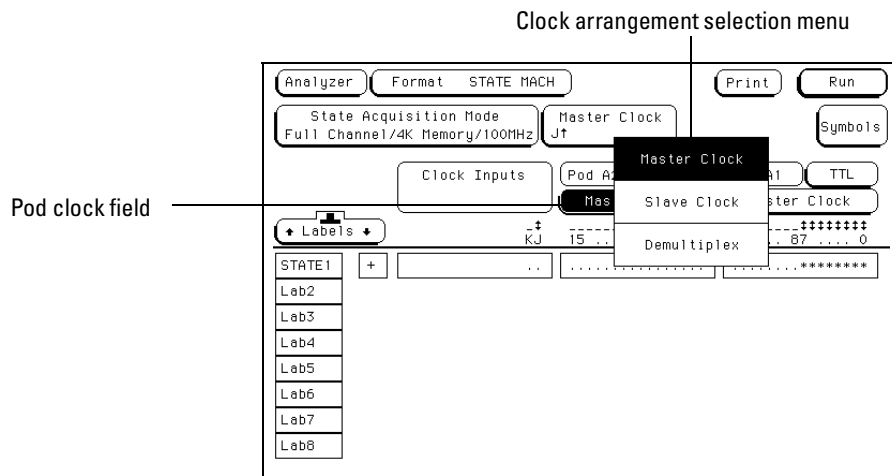 Clock arrangement selection menu
Analyzer Format STATE MACH Print Run
State Acquisition Mode
Full Channel/4K Memory/100MHz
Master Clock
J↑
Symbols
Clock Inputs Pod A2 A1 TTL
Master Clock
Slave Clock
Demultiplex
Pod clock field
Mas ster Clock
↑ Labels ↓
KJ 15 .. .. 87 .... 0
STATE1 + .. ................ ........********
Lab2
Lab3
Lab4
Lab5
Lab6
Lab7
Lab8